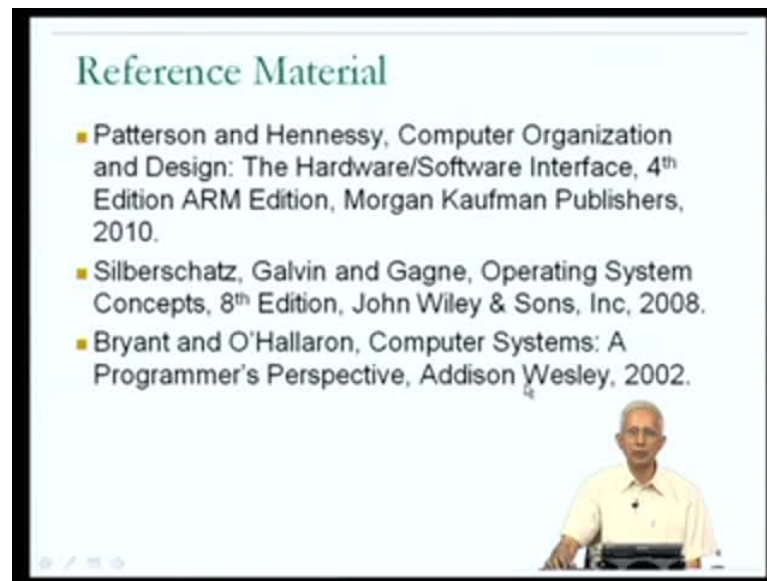 Reference Material
Patterson and Hennessy, Computer Organization
and Design: The Hardware/Software Interface, 4th
Edition ARM Edition, Morgan Kaufman Publishers,
2010.
Silberschatz, Galvin and Gagne, Operating System
Concepts, 8th Edition, John Wiley & Sons, Inc, 2008.
Bryant and O'Hallaron, Computer Systems: A
Programmer's Perspective, Addison Wesley, 2002.